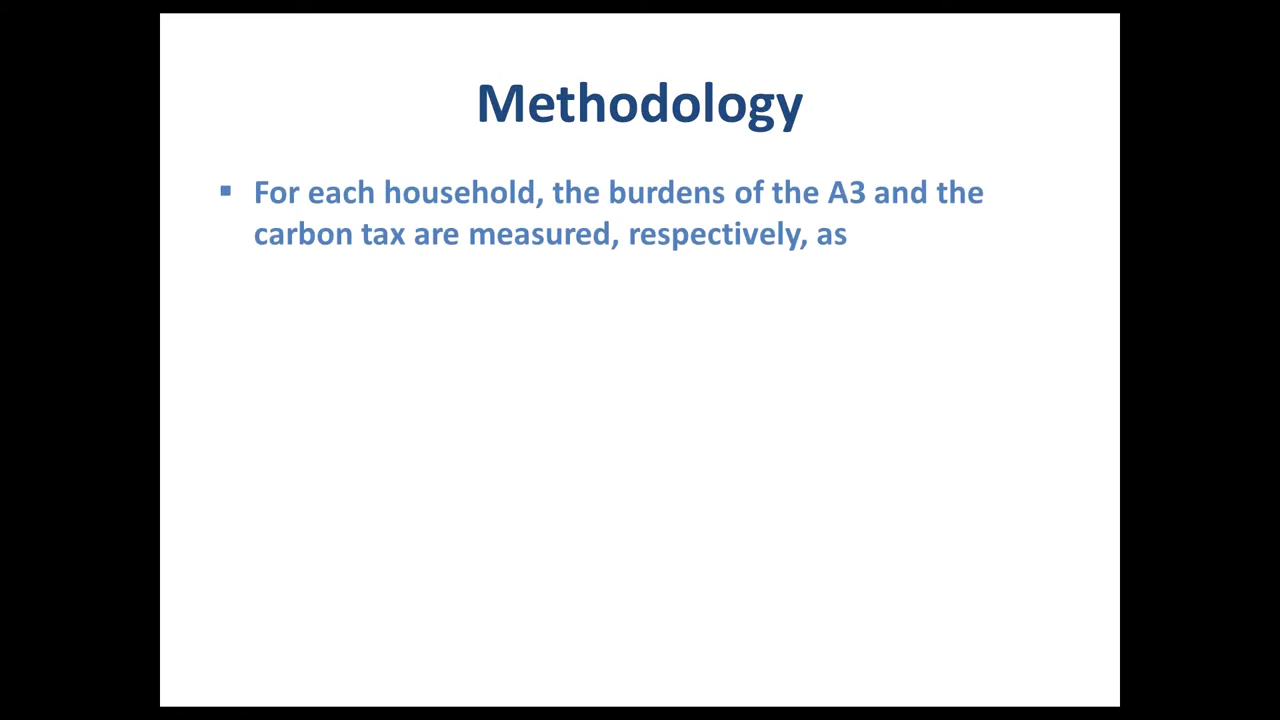 Methodology
▪ For each household, the burdens of the A3 and the
carbon tax are measured, respectively, as